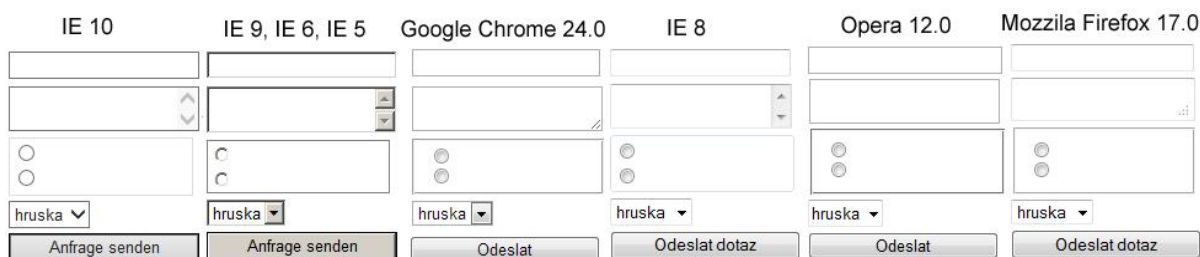 IE 10 IE 9, IE 6, IE 5 Google Chrome 24.0 IE 8 Opera 12.0 Mozzila Firefox 17.0
hruska hruska hruska hruska hruska hruska
Anfrage senden Anfrage senden Odeslat Odeslat dotaz Odeslat Odeslat dotaz